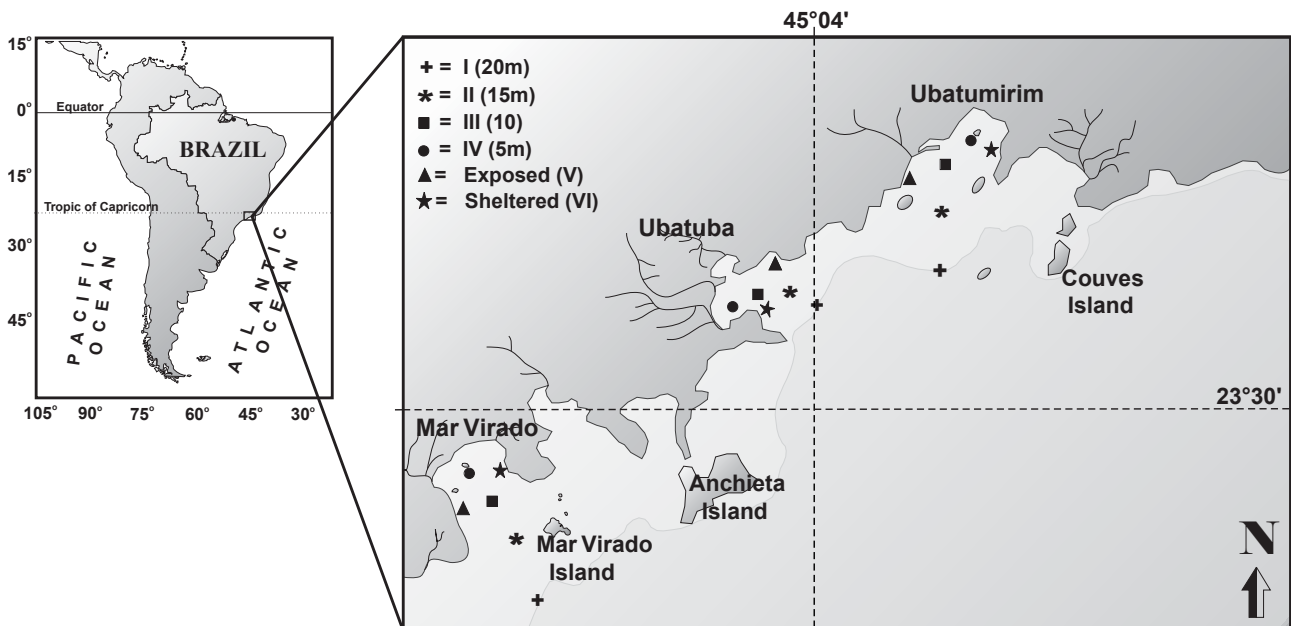 15°
0°
15°
30°
45°
105° 90° 75° 60° 45° 30°
Equator
BRAZIL
Tropic of Capricorn
PACIFIC
OCEAN
ATLANTIC
OCEAN
45°04'
+ = I (20m)
* = II (15m)
■ = III (10)
● = IV (5m)
▲ = Exposed (V)
★ = Sheltered (VI)
Ubatumirim
Ubatuba
Couves
Island
23°30'
Mar Virado
Anchieta
Island
Mar Virado
Island
N